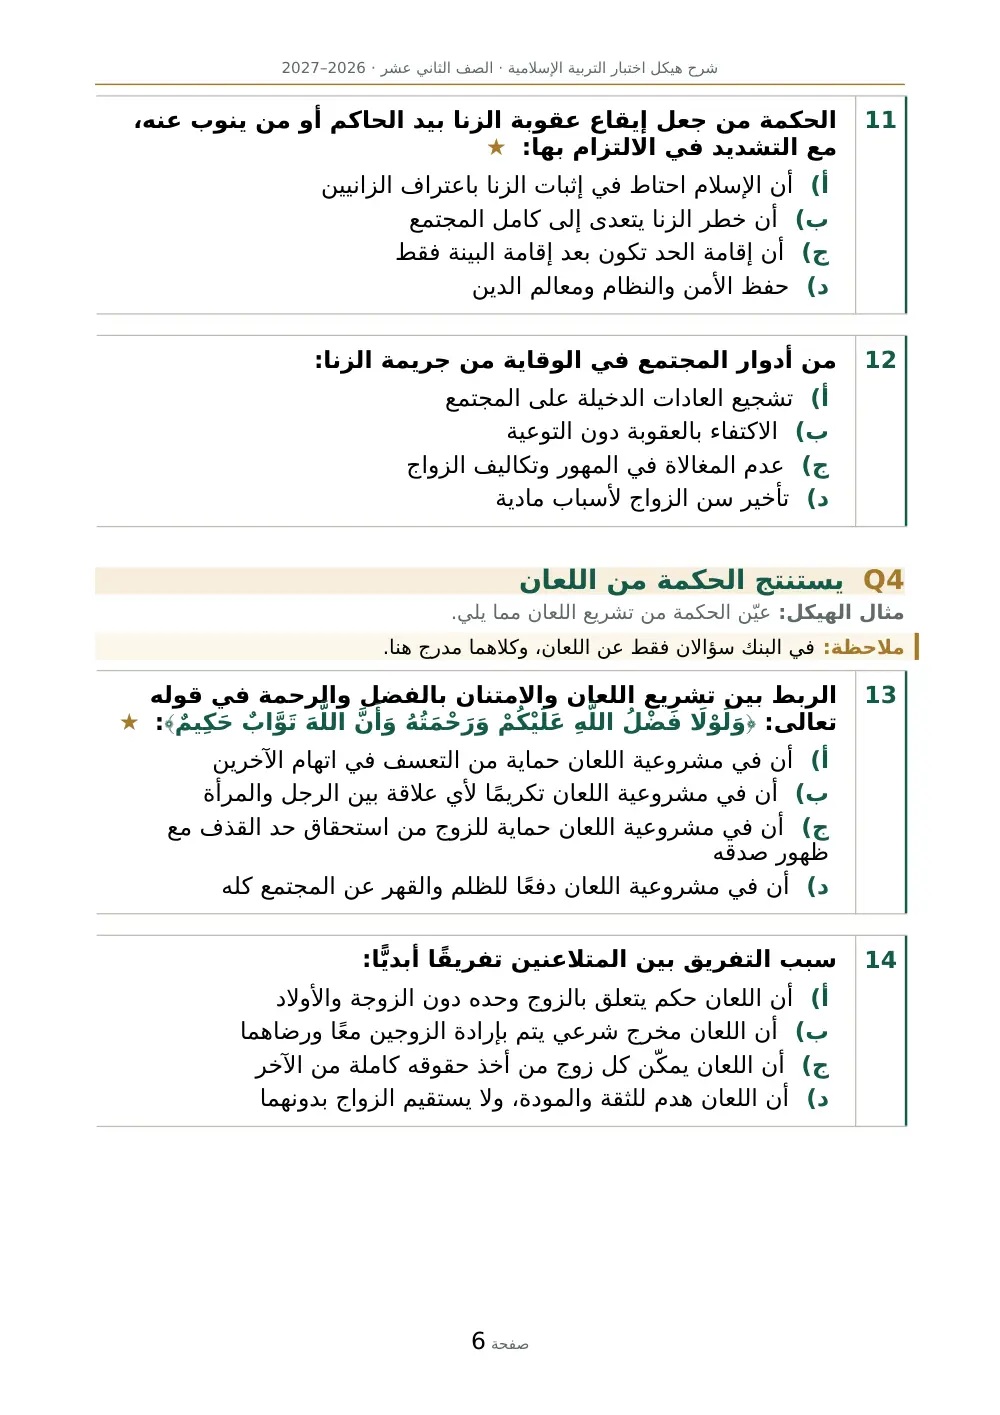 شرح هيكل اختبار التربية الإسلامية · الصف الثاني عشر · 2026–2027
11
الحكمة من جعل إيقاع عقوبة الزنا بيد الحاكم أو من ينوب عنه،
مع التشديد في الالتزام بها: ★
أ) أن الإسلام احتاط في إثبات الزنا باعتراف الزانيين
ب) أن خطر الزنا يتعدى إلى كامل المجتمع
ج) أن إقامة الحد تكون بعد إقامة البينة فقط
د) حفظ الأمن والنظام ومعالم الدين
12
من أدوار المجتمع في الوقاية من جريمة الزنا:
أ) تشجيع العادات الدخيلة على المجتمع
ب) الاكتفاء بالعقوبة دون التوعية
ج) عدم المغالاة في المهور وتكاليف الزواج
د) تأخير سن الزواج لأسباب مادية
Q4 يستنتج الحكمة من اللعان
مثال الهيكل: عيّن الحكمة من تشريع اللعان مما يلي.
ملاحظة: في البنك سؤالان فقط عن اللعان، وكلاهما مدرج هنا.
13
الربط بين تشريع اللعان والامتنان بالفضل والرحمة في قوله
تعالى: ﴿وَلَوْلَا فَضْلُ اللَّهِ عَلَيْكُمْ وَرَحْمَتُهُ وَأَنَّ اللَّهَ تَوَّابٌ حَكِيمٌ﴾: ★
أ) أن في مشروعية اللعان حماية من التعسف في اتهام الآخرين
ب) أن في مشروعية اللعان تكريمًا لأي علاقة بين الرجل والمرأة
ج) أن في مشروعية اللعان حماية للزوج من استحقاق حد القذف مع
ظهور صدقه
د) أن في مشروعية اللعان دفعًا للظلم والقهر عن المجتمع كله
14
سبب التفريق بين المتلاعنين تفريقًا أبديًّا:
أ) أن اللعان حكم يتعلق بالزوج وحده دون الزوجة والأولاد
ب) أن اللعان مخرج شرعي يتم بإرادة الزوجين معًا ورضاهما
ج) أن اللعان يمكّن كل زوج من أخذ حقوقه كاملة من الآخر
د) أن اللعان هدم للثقة والمودة، ولا يستقيم الزواج بدونهما
صفحة 6